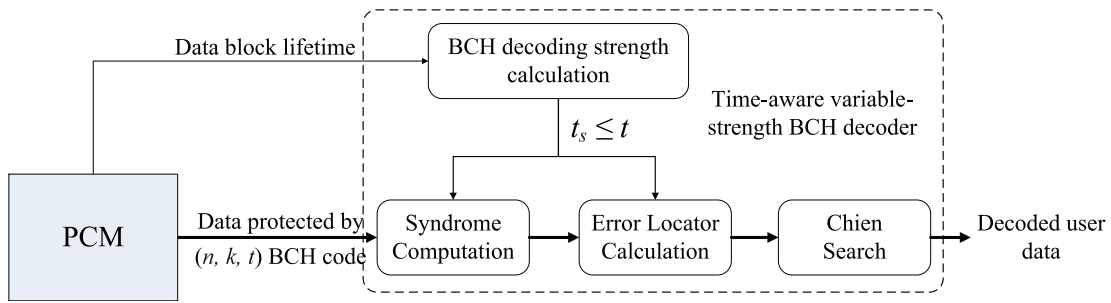 Data block lifetime
BCH decoding strength
calculation
Time-aware variable-
strength BCH decoder
t_s ≤ t
PCM
Data protected by
(n, k, t) BCH code
Syndrome
Computation
Error Locator
Calculation
Chien
Search
Decoded user
data